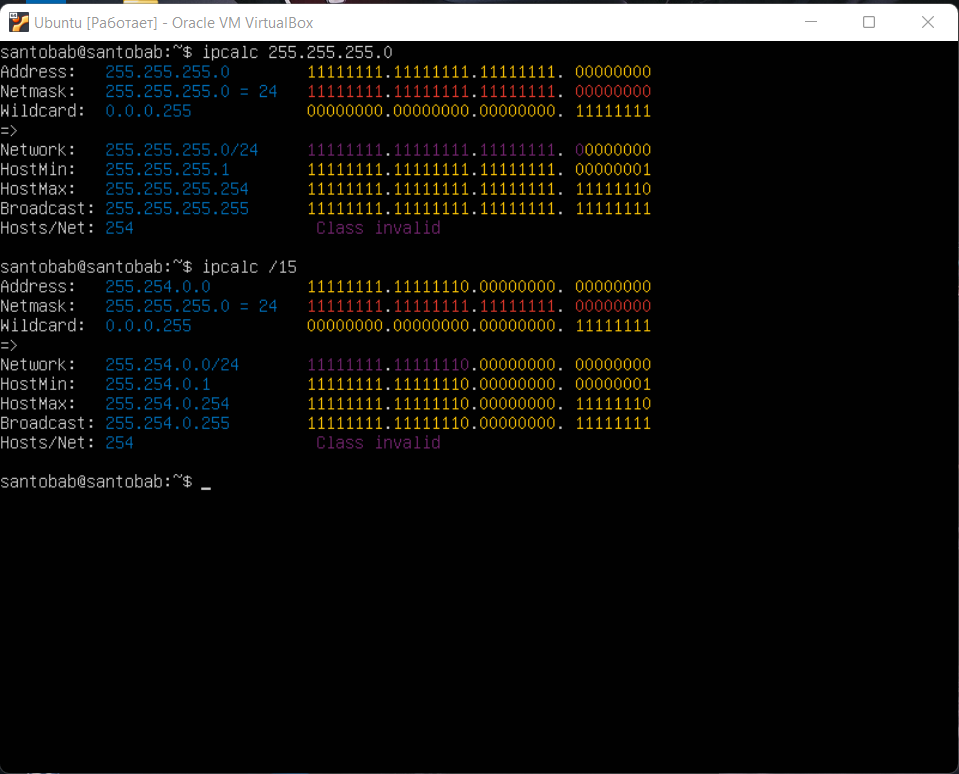 Ubuntu [Работает] - Oracle VM VirtualBox
santobab@santobab:~$ ipcalc 255.255.255.0
Address:   255.255.255.0        11111111.11111111.11111111. 00000000
Netmask:   255.255.255.0 = 24   11111111.11111111.11111111. 00000000
Wildcard:  0.0.0.255            00000000.00000000.00000000. 11111111
=>
Network:   255.255.255.0/24     11111111.11111111.11111111. 00000000
HostMin:   255.255.255.1        11111111.11111111.11111111. 00000001
HostMax:   255.255.255.254      11111111.11111111.11111111. 11111110
Broadcast: 255.255.255.255      11111111.11111111.11111111. 11111111
Hosts/Net: 254                   Class invalid
santobab@santobab:~$ ipcalc /15
Address:   255.254.0.0          11111111.11111110.00000000. 00000000
Netmask:   255.255.255.0 = 24   11111111.11111111.11111111. 00000000
Wildcard:  0.0.0.255            00000000.00000000.00000000. 11111111
=>
Network:   255.254.0.0/24       11111111.11111110.00000000. 00000000
HostMin:   255.254.0.1          11111111.11111110.00000000. 00000001
HostMax:   255.254.0.254        11111111.11111110.00000000. 11111110
Broadcast: 255.254.0.255        11111111.11111110.00000000. 11111111
Hosts/Net: 254                   Class invalid
santobab@santobab:~$ _